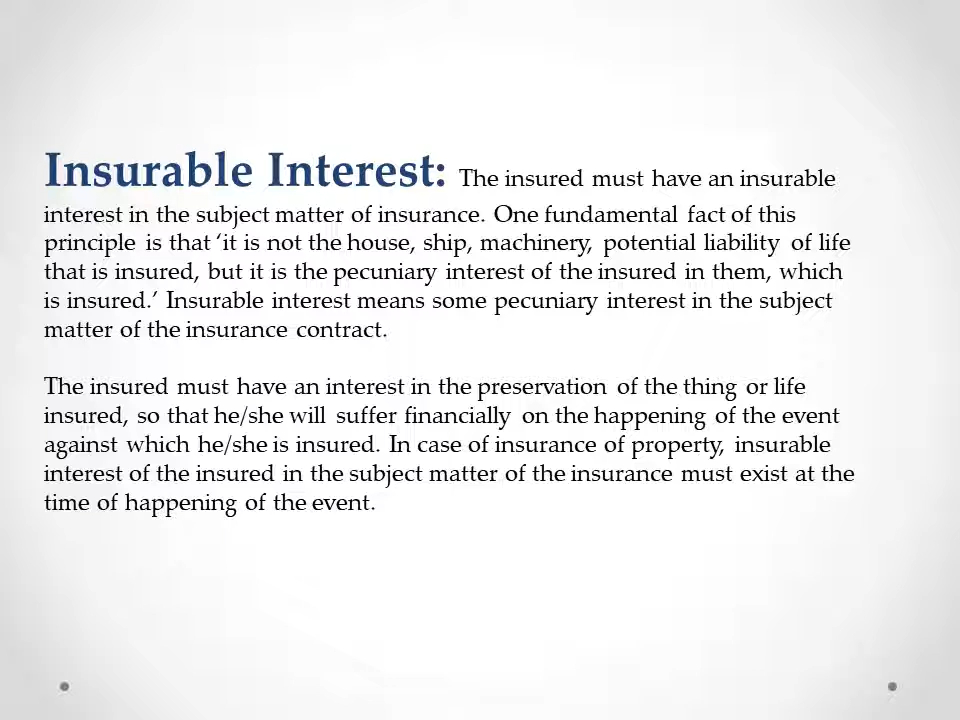 Insurable Interest: The insured must have an insurable
interest in the subject matter of insurance. One fundamental fact of this
principle is that ‘it is not the house, ship, machinery, potential liability of life
that is insured, but it is the pecuniary interest of the insured in them, which
is insured.’ Insurable interest means some pecuniary interest in the subject
matter of the insurance contract.
The insured must have an interest in the preservation of the thing or life
insured, so that he/she will suffer financially on the happening of the event
against which he/she is insured. In case of insurance of property, insurable
interest of the insured in the subject matter of the insurance must exist at the
time of happening of the event.